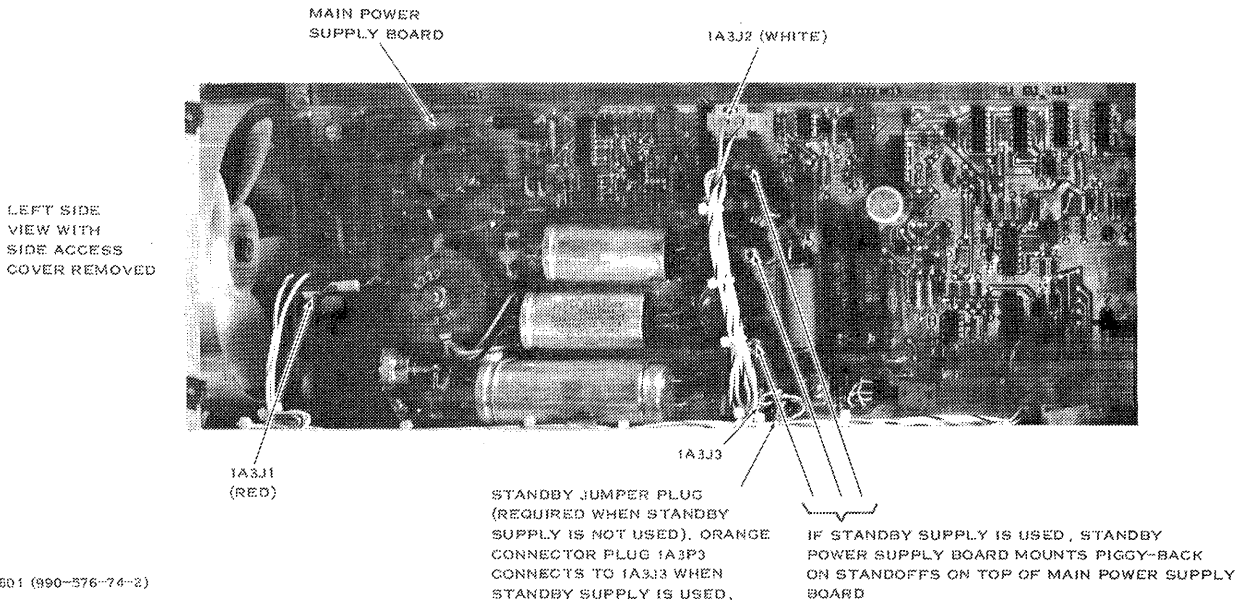 MAIN POWER
SUPPLY BOARD
1A3J2 (WHITE)
LEFT SIDE
VIEW WITH
SIDE ACCESS
COVER REMOVED
1A3J3
1A3J1
(RED)
STANDBY JUMPER PLUG
(REQUIRED WHEN STANDBY
SUPPLY IS NOT USED). ORANGE
CONNECTOR PLUG 1A3P3
CONNECTS TO 1A3J3 WHEN
STANDBY SUPPLY IS USED.
IF STANDBY SUPPLY IS USED, STANDBY
POWER SUPPLY BOARD MOUNTS PIGGY-BACK
ON STANDOFFS ON TOP OF MAIN POWER SUPPLY
BOARD
601 (990-576-74-2)